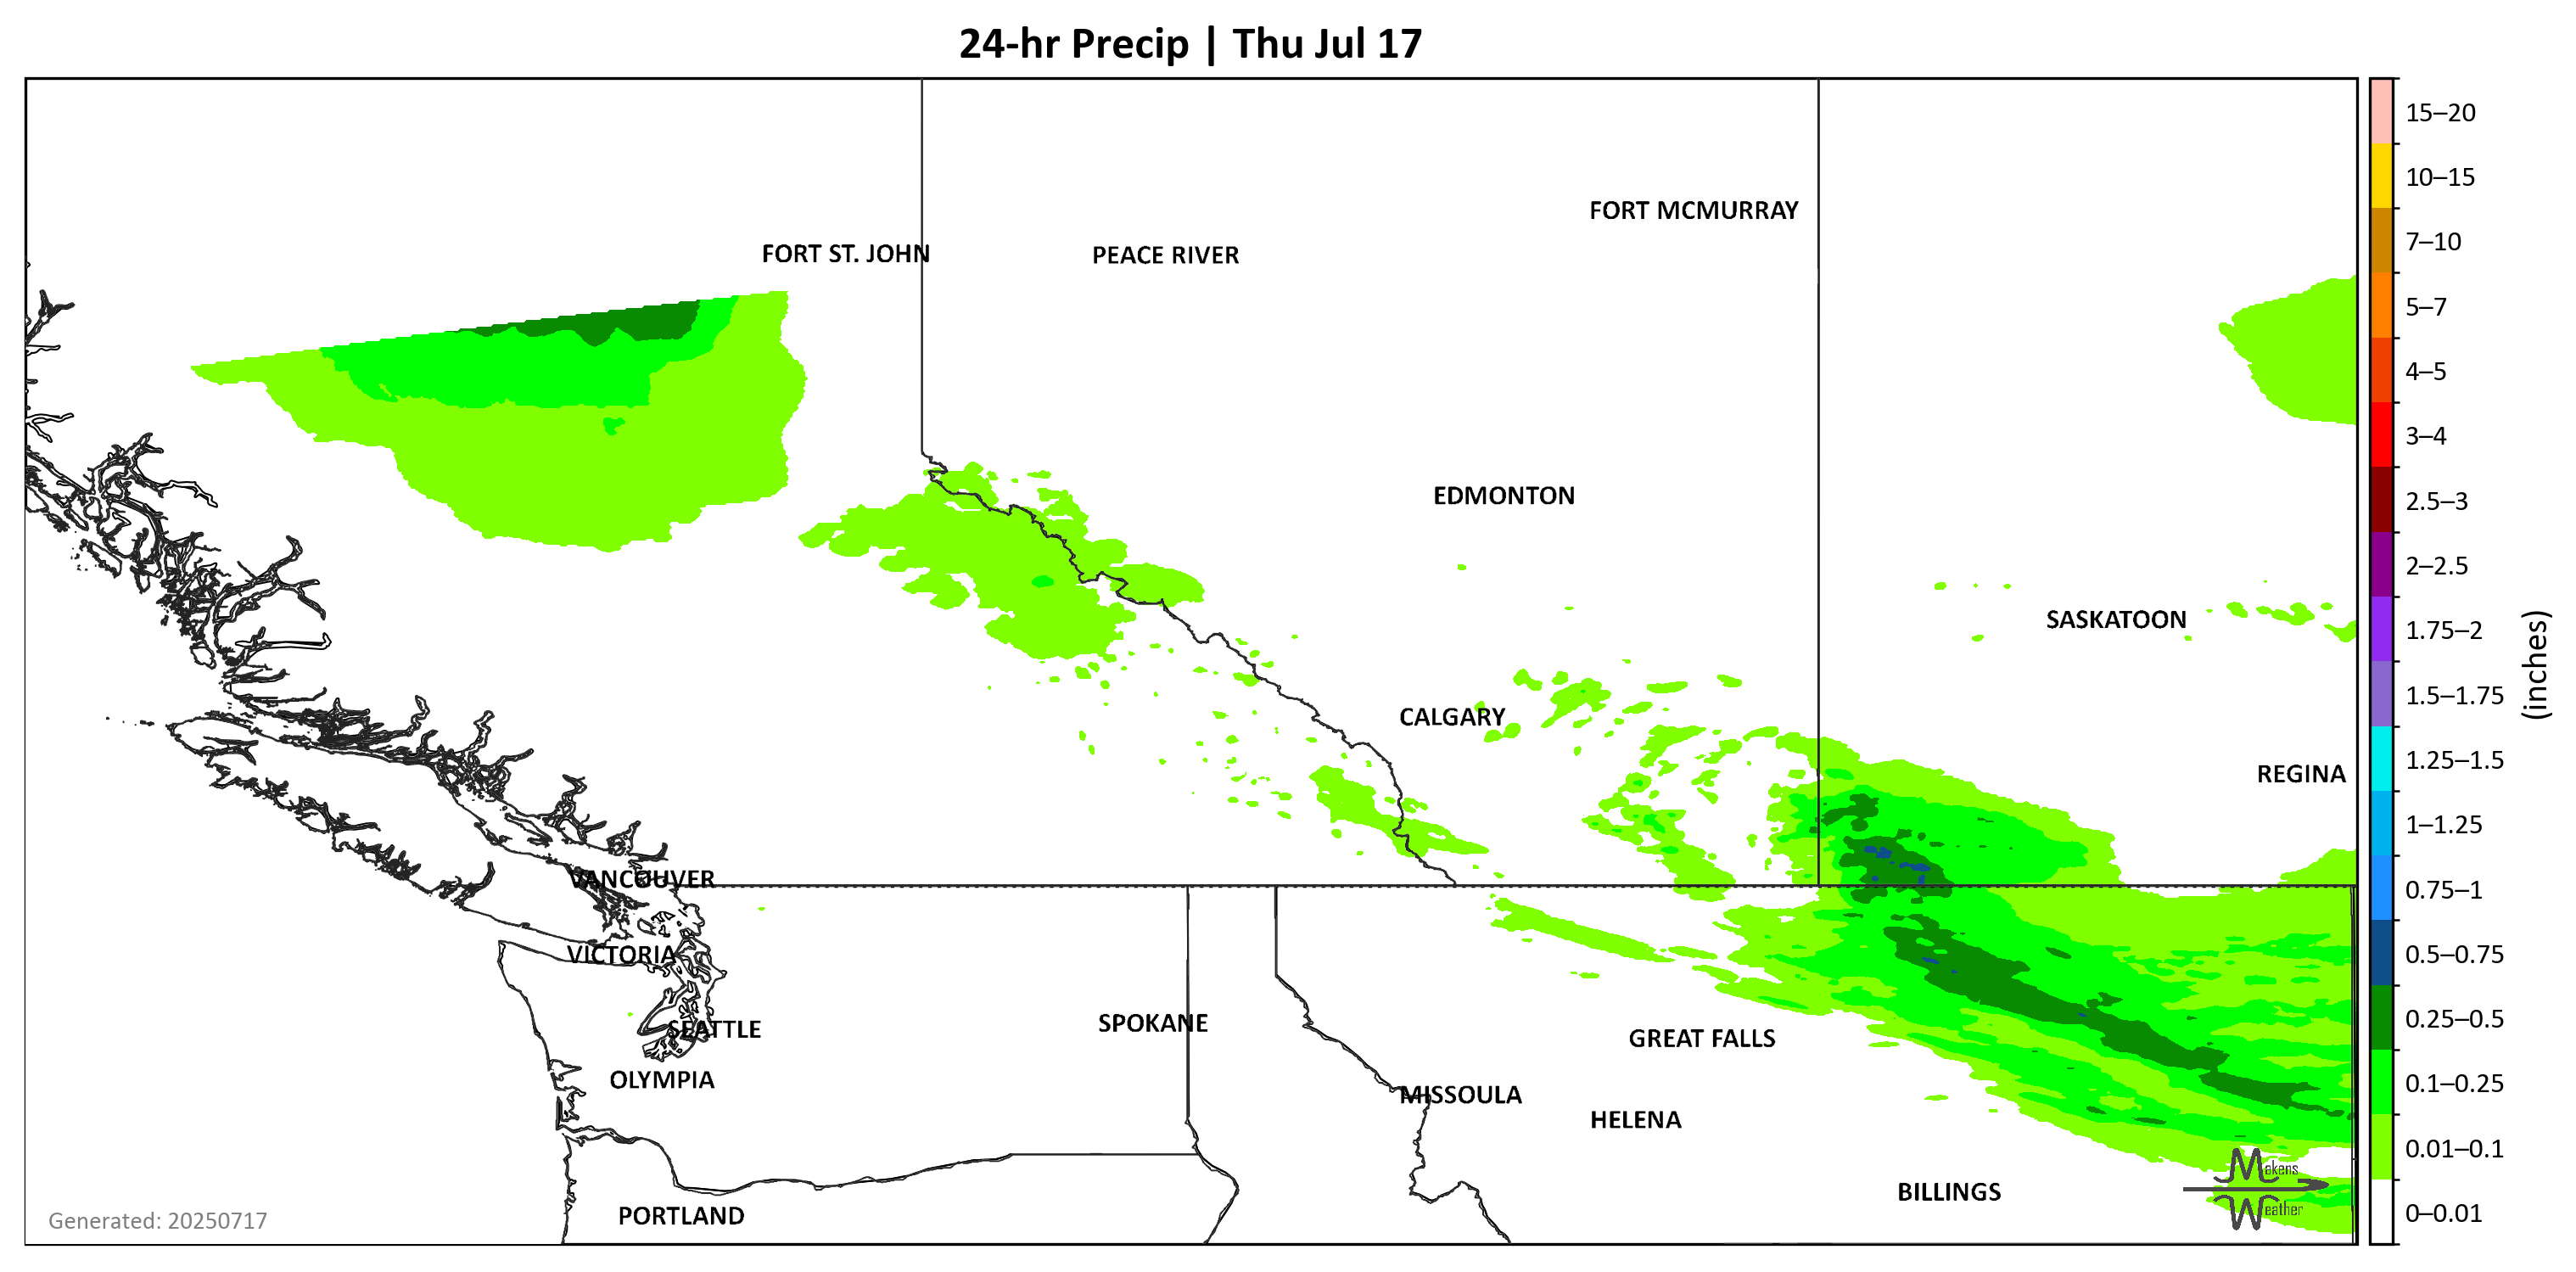 24-hr Precip | Thu Jul 17
FORT MCMURRAY
FORT ST. JOHN
PEACE RIVER
EDMONTON
SASKATOON
CALGARY
REGINA
VANCOUVER
VICTORIA
SEATTLE
SPOKANE
GREAT FALLS
OLYMPIA
MISSOULA
HELENA
BILLINGS
PORTLAND
Makens
Weather
Generated: 20250717
15–20
10–15
7–10
5–7
4–5
3–4
2.5–3
2–2.5
1.75–2
1.5–1.75
1.25–1.5
1–1.25
0.75–1
0.5–0.75
0.25–0.5
0.1–0.25
0.01–0.1
0–0.01
(inches)